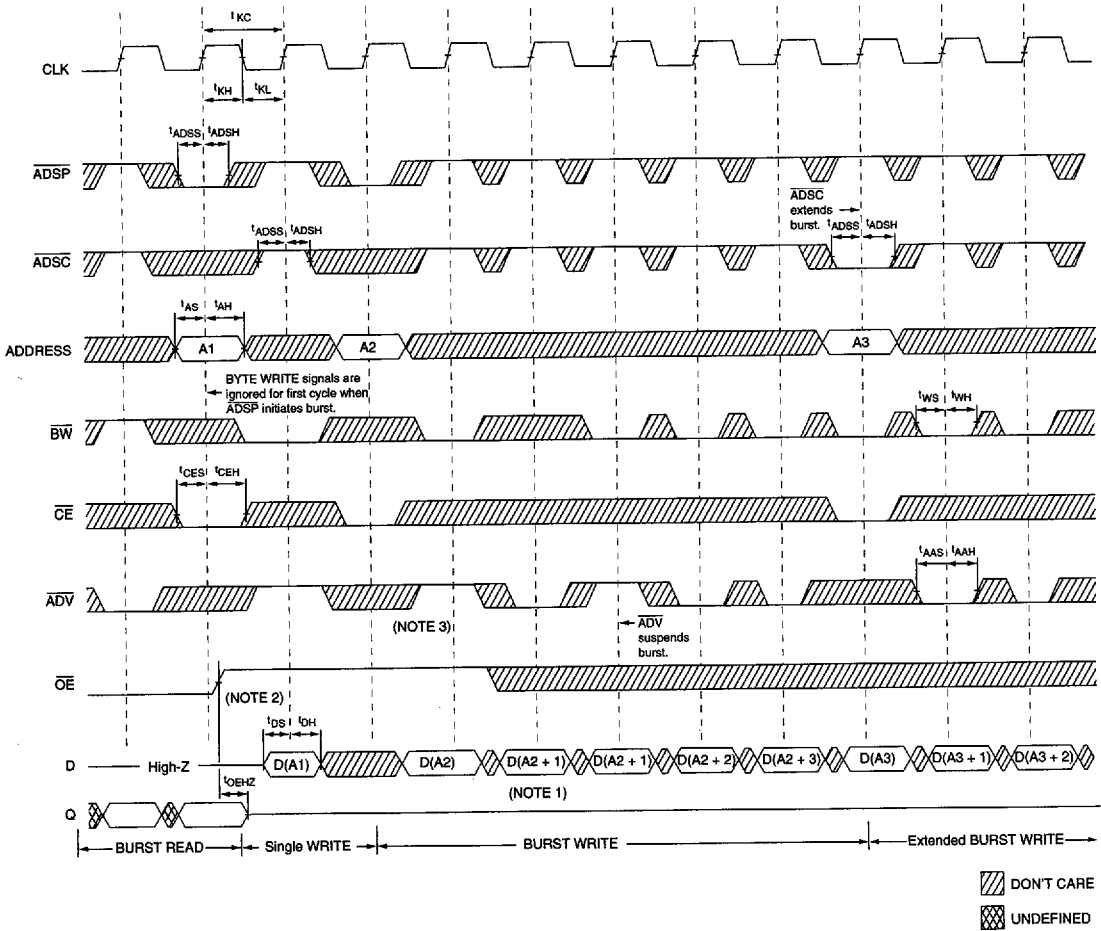 tKC
CLK
tKH tKL
tADSS tADSH
ADSP
ADSC extends burst.
tADSS tADSH
tADSS tADSH
ADSC
tAS tAH
ADDRESS A1 A2 A3
BYTE WRITE signals are
ignored for first cycle when
ADSP initiates burst.
tWS tWH
BW
tCES tCEH
CE
tAAS tAAH
ADV
(NOTE 3)
ADV
suspends
burst.
OE
(NOTE 2)
tDS tDH
D High-Z D(A1) D(A2) D(A2 + 1) D(A2 + 1) D(A2 + 2) D(A2 + 3) D(A3) D(A3 + 1) D(A3 + 2)
tOEHZ
(NOTE 1)
Q
BURST READ Single WRITE BURST WRITE Extended BURST WRITE
DON'T CARE
UNDEFINED